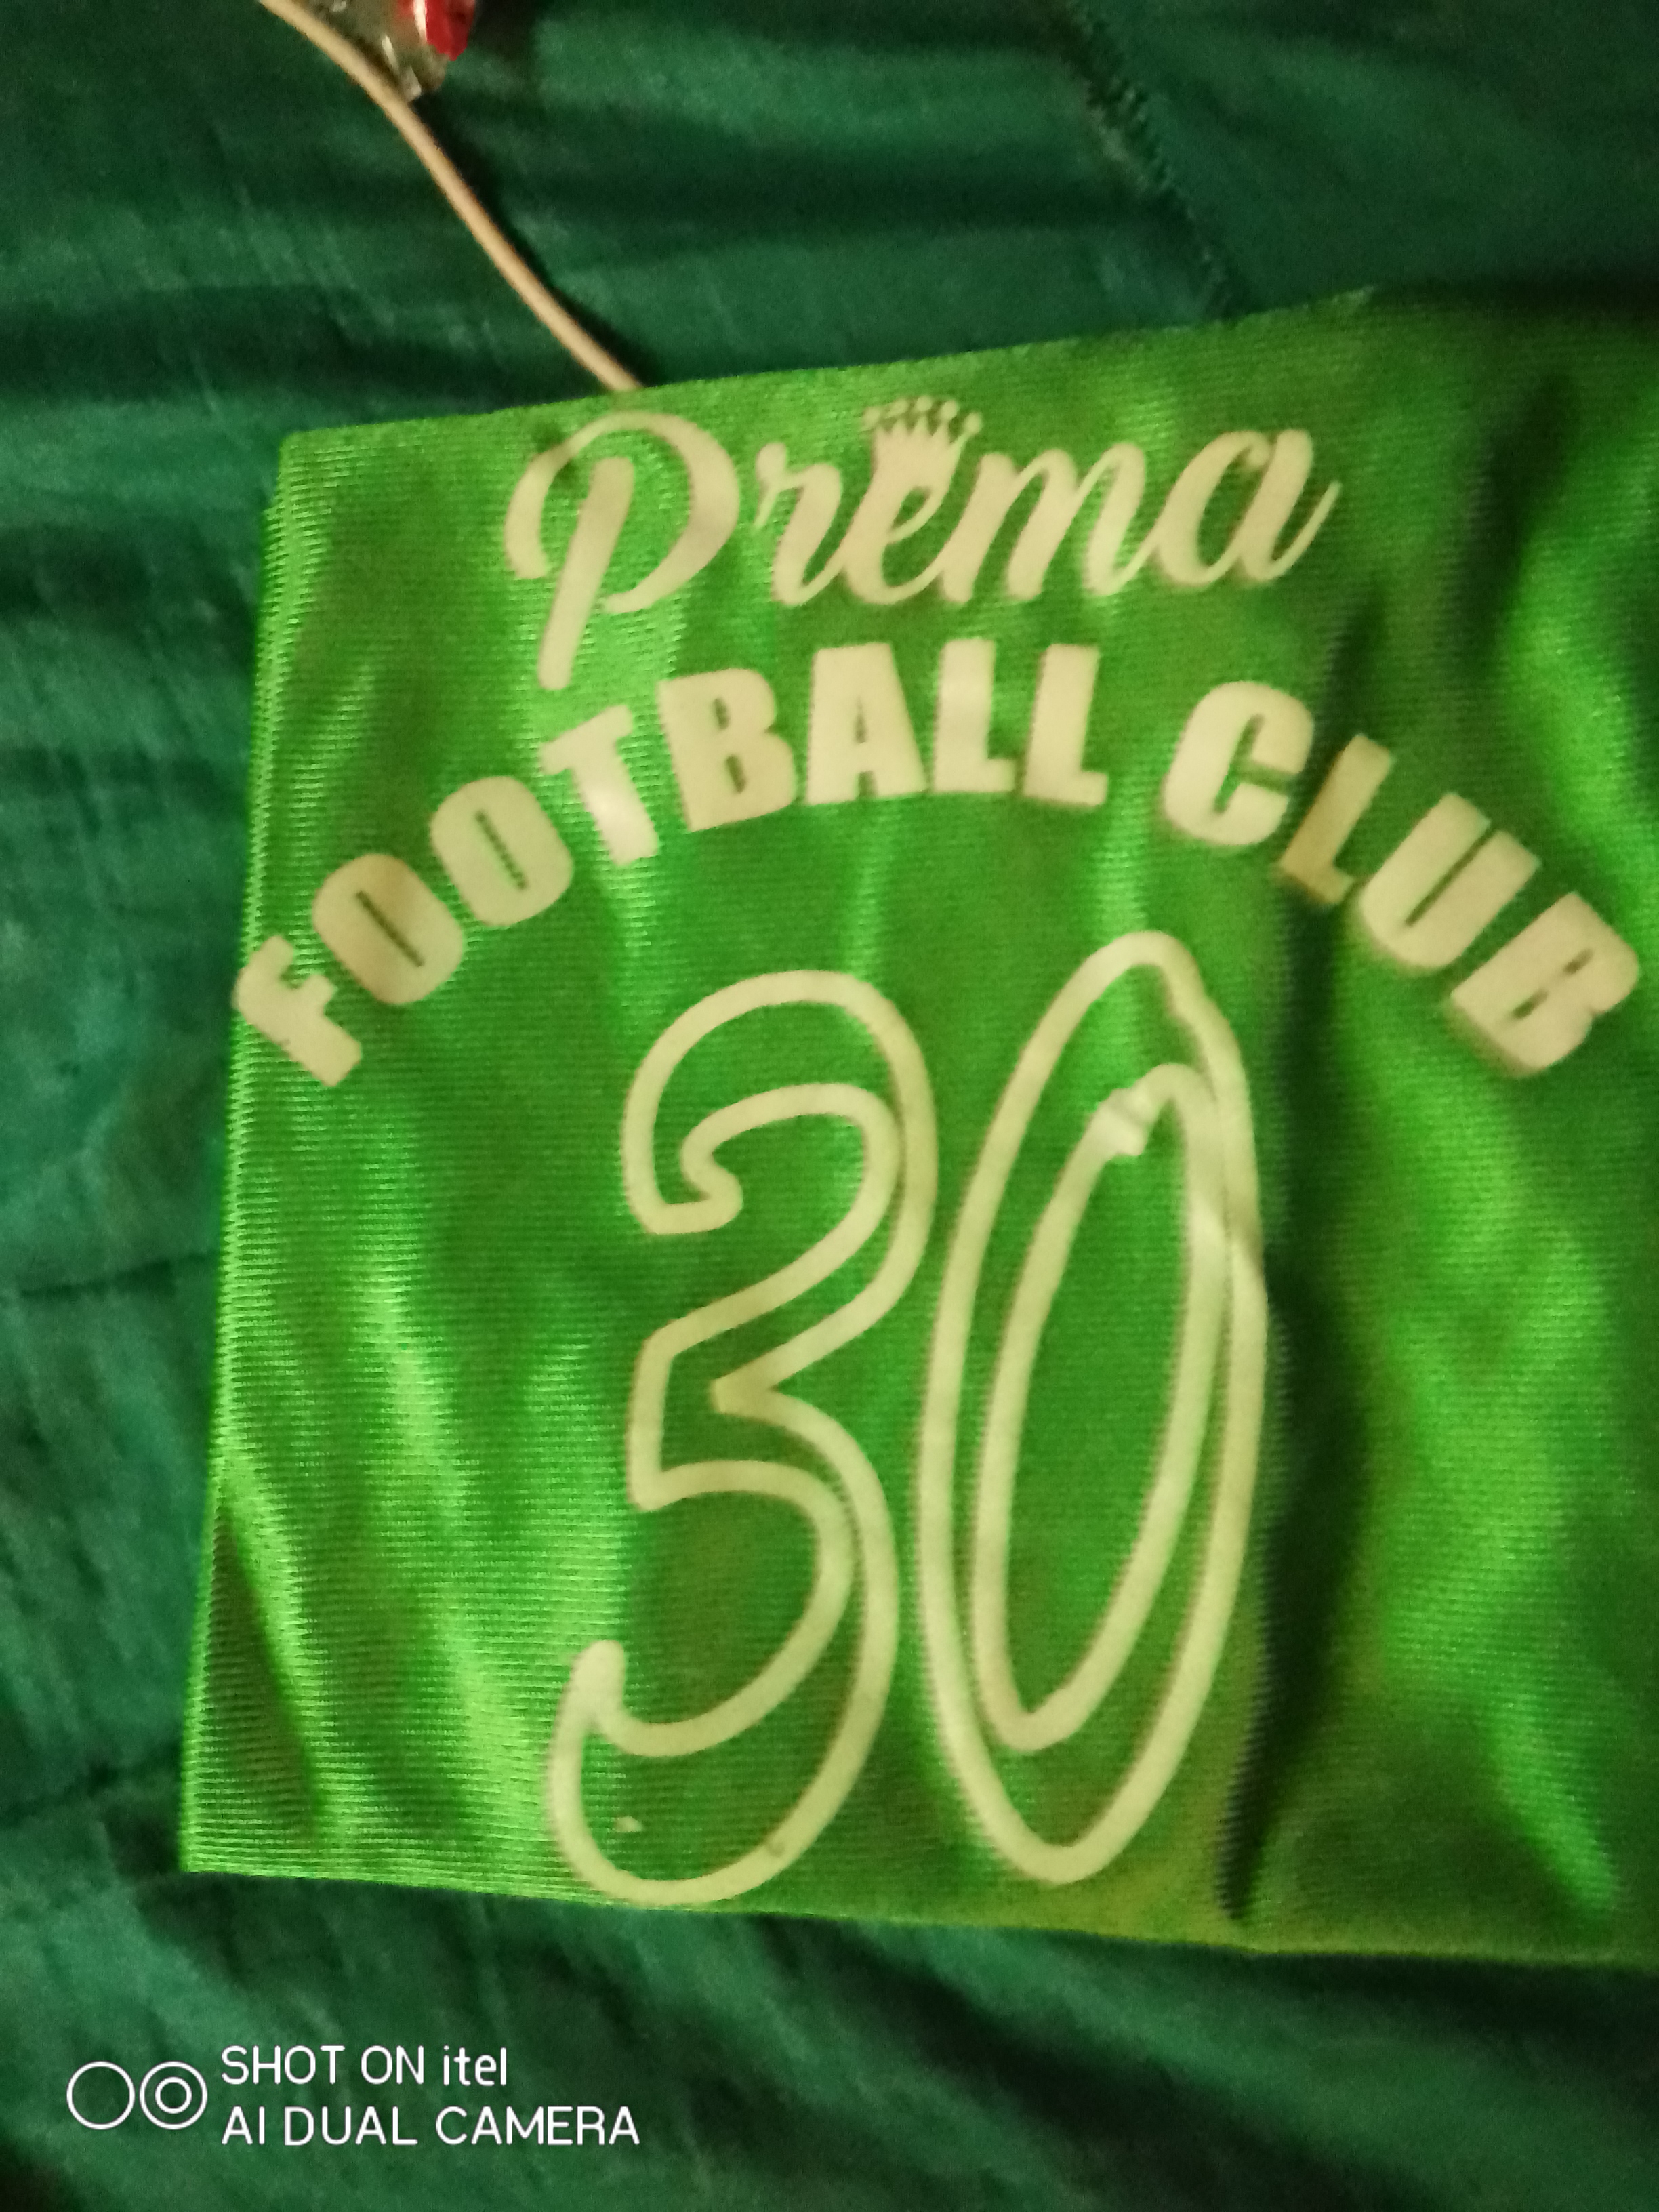 Prema
FOOTBALL CLUB
30
SHOT ON itel
AI DUAL CAMERA